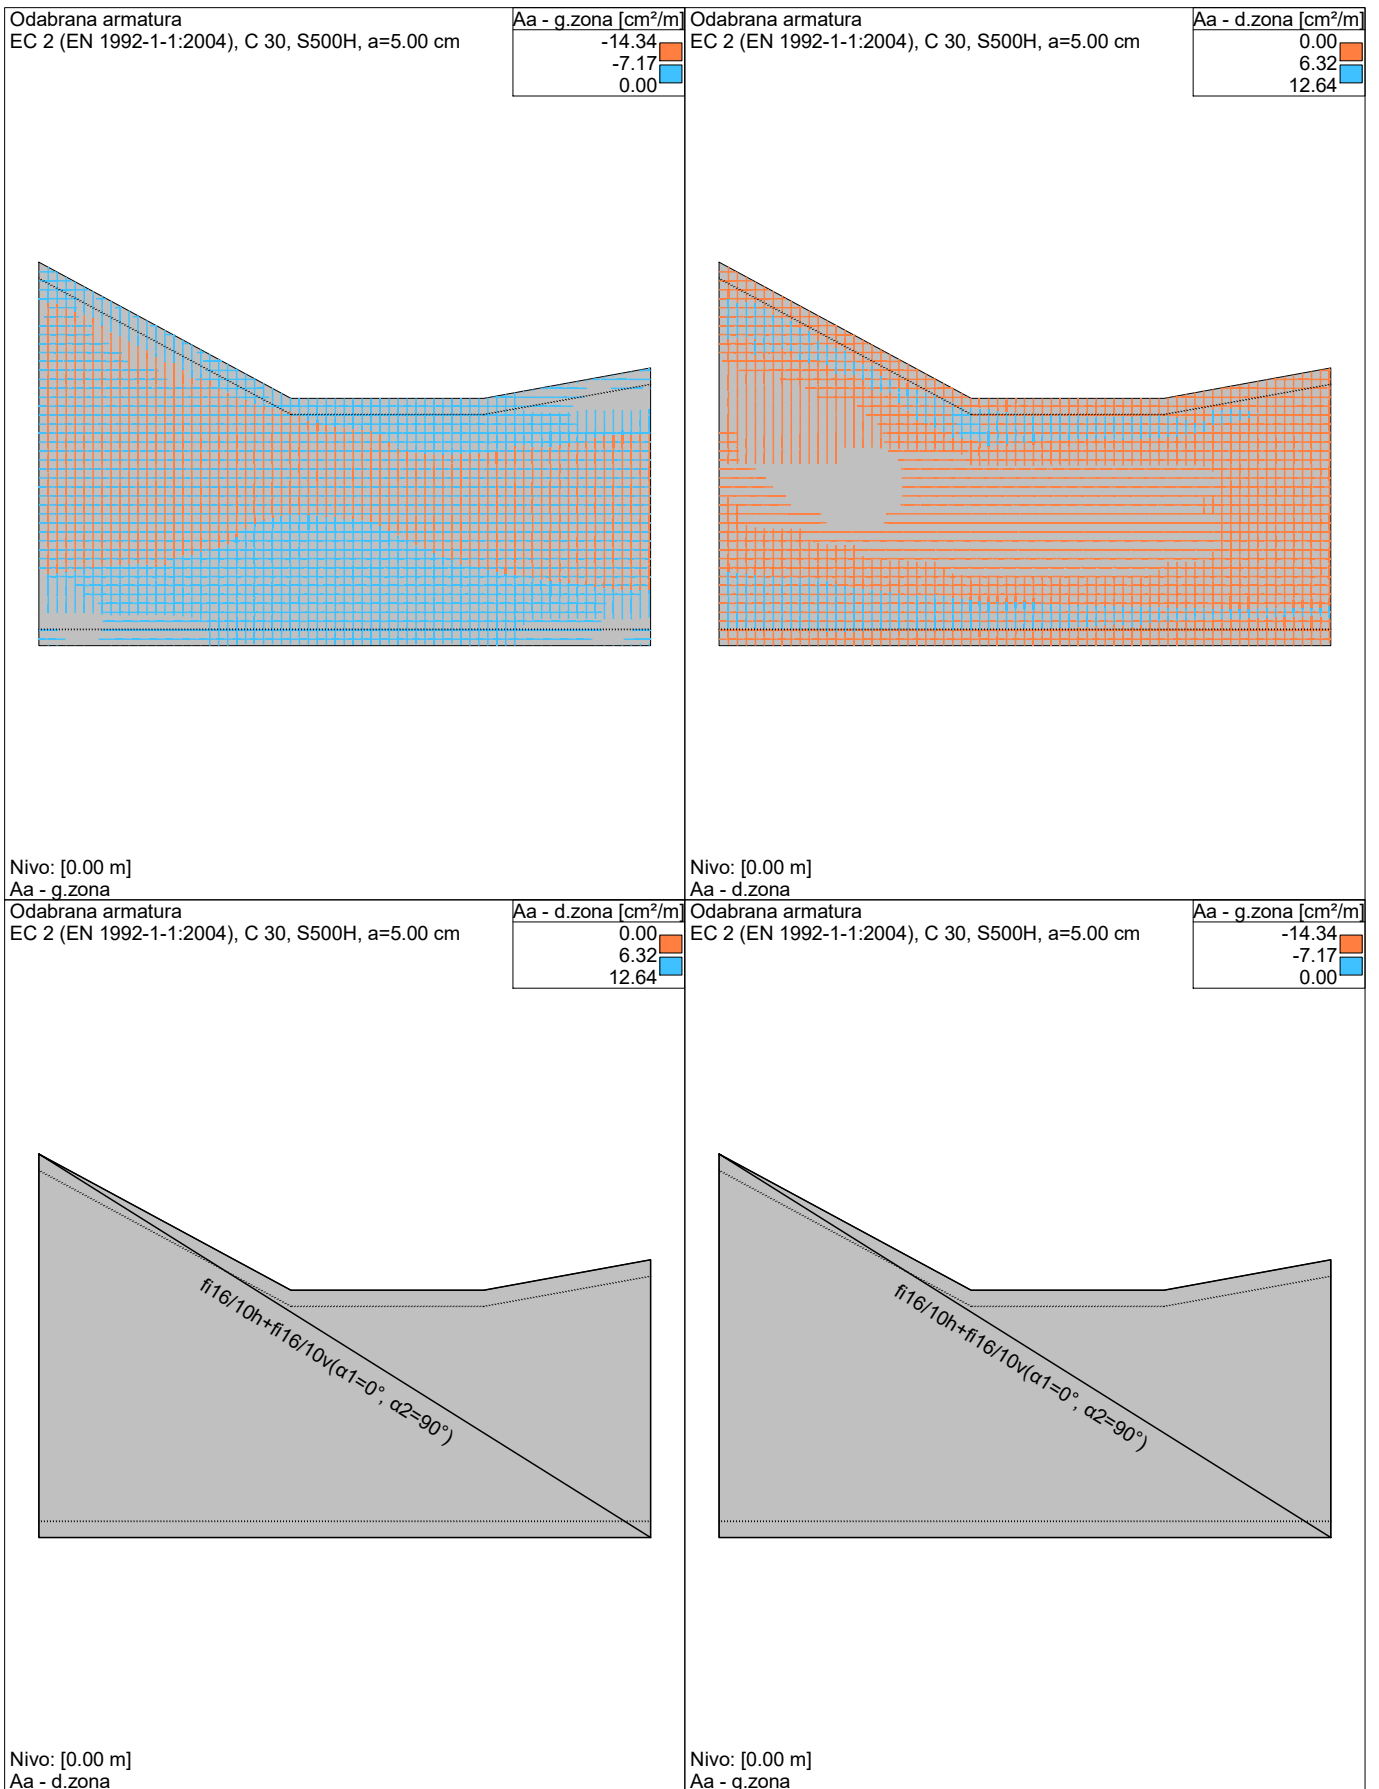 Odabrana armatura
EC 2 (EN 1992-1-1:2004), C 30, S500H, a=5.00 cm
Aa - g.zona [cm²/m]
-14.34
-7.17
0.00
Nivo: [0.00 m]
Aa - g.zona
Odabrana armatura
EC 2 (EN 1992-1-1:2004), C 30, S500H, a=5.00 cm
Aa - d.zona [cm²/m]
0.00
6.32
12.64
Nivo: [0.00 m]
Aa - d.zona
Odabrana armatura
EC 2 (EN 1992-1-1:2004), C 30, S500H, a=5.00 cm
Aa - d.zona [cm²/m]
0.00
6.32
12.64
fi16/10h+fi16/10v(α1=0°, α2=90°)
Nivo: [0.00 m]
Aa - d.zona
Odabrana armatura
EC 2 (EN 1992-1-1:2004), C 30, S500H, a=5.00 cm
Aa - g.zona [cm²/m]
-14.34
-7.17
0.00
fi16/10h+fi16/10v(α1=0°, α2=90°)
Nivo: [0.00 m]
Aa - g.zona